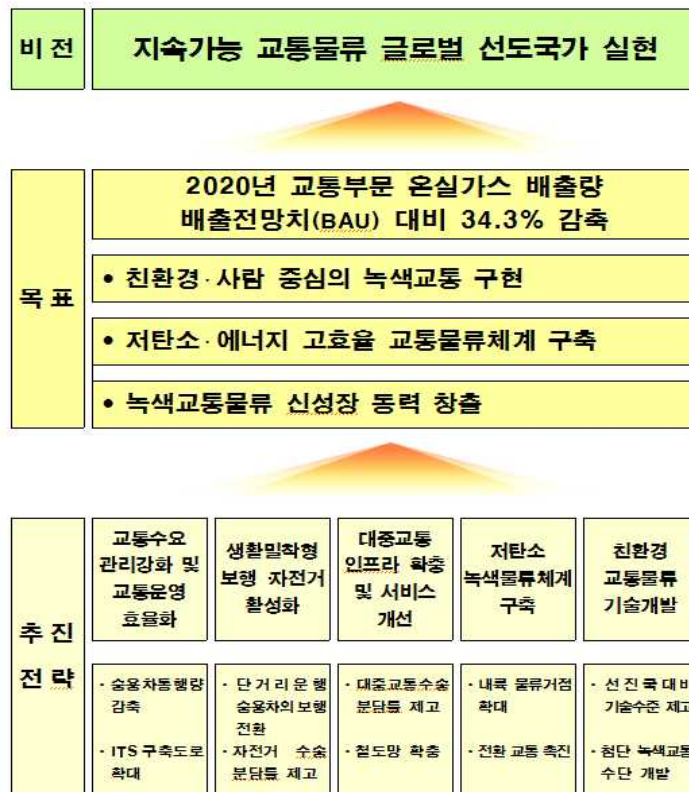 비 전
지속가능 교통물류 글로벌 선도국가 실현
목 표
2020년 교통부문 온실가스 배출량
배출전망치(BAU) 대비 34.3% 감축
• 친환경·사람 중심의 녹색교통 구현
• 저탄소·에너지 고효율 교통물류체계 구축
• 녹색교통물류 신성장 동력 창출
추 진
전 략
교통수요
관리강화 및
교통운영
효율화
생활밀착형
보행 자전거
활성화
대중교통
인프라 확충
및 서비스
개선
저탄소
녹색물류체계
구축
친환경
교통물류
기술개발
- 승용차통행량
감축
- ITS 구축도로
확대
- 단거리운행
승용차의 보행
전환
- 자전거 수송
분담률 제고
- 대중교통수송
분담률 제고
- 철도망 확충
- 내륙 물류거점
확대
- 전환 교통 촉진
- 선진국대비
기술수준 제고
- 첨단 녹색교통
수단 개발